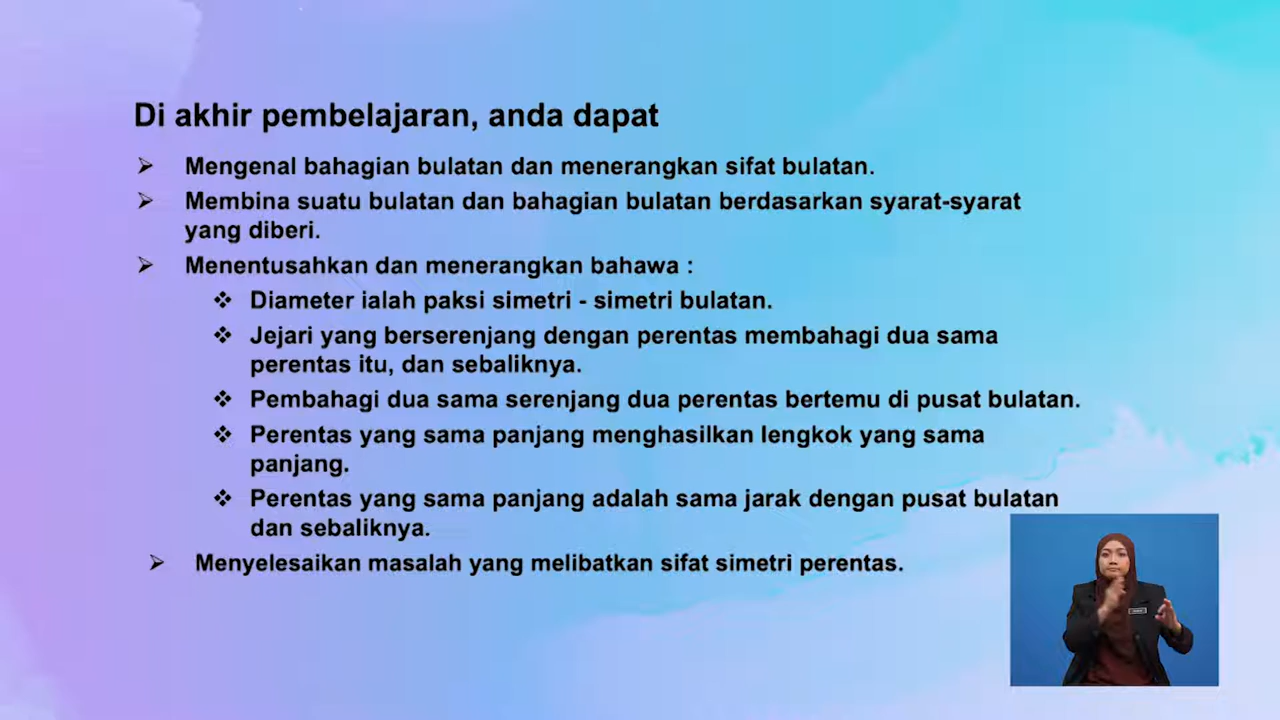 Di akhir pembelajaran, anda dapat
➢ Mengenal bahagian bulatan dan menerangkan sifat bulatan.
➢ Membina suatu bulatan dan bahagian bulatan berdasarkan syarat-syarat
yang diberi.
➢ Menentusahkan dan menerangkan bahawa :
❖ Diameter ialah paksi simetri - simetri bulatan.
❖ Jejari yang berserenjang dengan perentas membahagi dua sama
perentas itu, dan sebaliknya.
❖ Pembahagi dua sama serenjang dua perentas bertemu di pusat bulatan.
❖ Perentas yang sama panjang menghasilkan lengkok yang sama
panjang.
❖ Perentas yang sama panjang adalah sama jarak dengan pusat bulatan
dan sebaliknya.
➢ Menyelesaikan masalah yang melibatkan sifat simetri perentas.